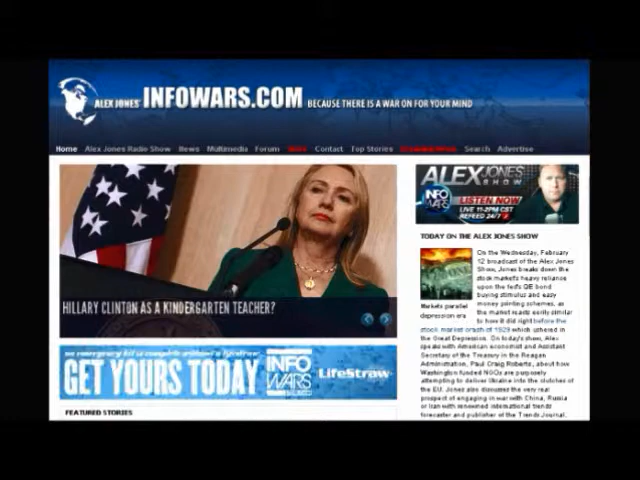 ALEX JONES' INFOWARS.COM BECAUSE THERE IS A WAR ON FOR YOUR MIND
Home Alex Jones Radio Show News Multimedia Forum Contact Top Stories Search Advertise
HILLARY CLINTON AS A KINDERGARTEN TEACHER?
GET YOURS TODAY INFO WARS LifeStraw
FEATURED STORIES
ALEX JONES
SHOW
INFO WARS
LISTEN NOW
LIVE 11-2PM CST
REFEED 24/7
TODAY ON THE ALEX JONES SHOW
Markets parallel
depression era
On the Wednesday, February
12 broadcast of the Alex Jones
Show, Jones breaks down the
stock market's heavy reliance
upon the fed's QE bond
buying stimulus and easy
money printing schemes, as
the market reads eerily similar
to how it did right before the
stock market crash of 1929 which ushered in
the Great Depression. On today's show, Alex
speaks with American economist and Assistant
Secretary of the Treasury in the Reagan
Administration, Paul Craig Roberts, about how
Washington funded NGOs are purposely
attempting to deliver Ukraine into the clutches of
the EU. Jones also discusses the very real
prospect of engaging in war with China, Russia
or Iran with renowned international trends
forecaster and publisher of the Trends Journal,